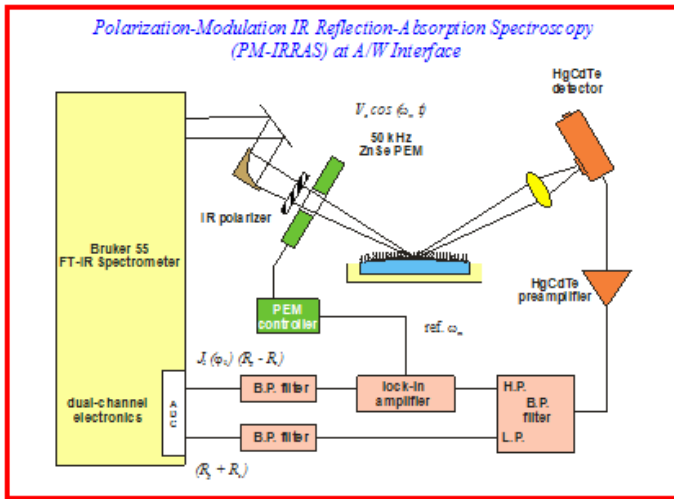 Polarization-Modulation IR Reflection-Absorption Spectroscopy
(PM-IRRAS) at A/W Interface
HgCdTe
detector
V cos (ω t)
50 kHz
ZnSe PEM
IR polarizer
Bruker 55
FT-IR Spectrometer
HgCdTe
preamplifier
PEM
controller
ref. ω
J (φ) (R - R)
B.P. filter
lock-in
amplifier
H.P.
B.P.
filter
L.P.
dual-channel
electronics
A
D
C
B.P. filter
(R + R)